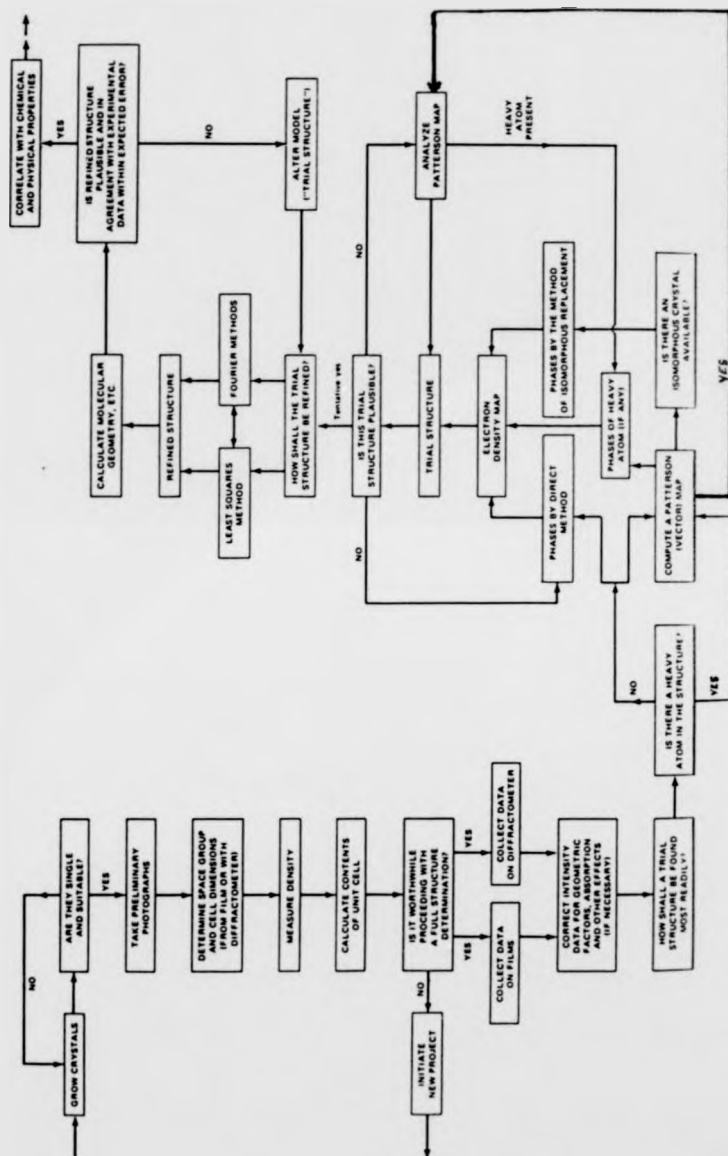 GROW CRYSTALS
NO
ARE THEY SINGLE
AND SUITABLE?
YES
TAKE PRELIMINARY
PHOTOGRAPHS
DETERMINE SPACE GROUP
AND CELL DIMENSIONS
(FROM FILM OR WITH
DIFFRACTOMETER)
MEASURE DENSITY
CALCULATE CONTENTS
OF UNIT CELL
IS IT WORTHWHILE
PROCEEDING WITH
A FULL STRUCTURE
DETERMINATION?
NO
INITIATE
NEW PROJECT
YES
YES
COLLECT DATA
ON FILMS
COLLECT DATA
ON DIFFRACTOMETER
CORRECT INTENSITY
DATA FOR GEOMETRIC
FACTORS, ABSORPTION
AND OTHER EFFECTS
(IF NECESSARY)
HOW SHALL A TRIAL
STRUCTURE BE FOUND
MOST READILY?
IS THERE A HEAVY
ATOM IN THE STRUCTURE?
NO
YES
COMPUTE A PATTERSON
(VECTOR) MAP
IS THERE AN
ISOMORPHOUS CRYSTAL
AVAILABLE?
YES
PHASES BY DIRECT
METHOD
PHASES OF HEAVY
ATOM (IF ANY)
PHASES BY THE METHOD
OF ISOMORPHOUS REPLACEMENT
ELECTRON
DENSITY MAP
TRIAL STRUCTURE
ANALYZE
PATTERSON MAP
HEAVY
ATOM
PRESENT
NO
IS THIS TRIAL
STRUCTURE PLAUSIBLE?
NO
Tentative yes
HOW SHALL THE TRIAL
STRUCTURE BE REFINED?
ALTER MODEL
("TRIAL STRUCTURE")
LEAST SQUARES
METHOD
FOURIER METHODS
REFINED STRUCTURE
CALCULATE MOLECULAR
GEOMETRY, ETC.
IS REFINED STRUCTURE
PLAUSIBLE AND IN
AGREEMENT WITH EXPERIMENTAL
DATA WITHIN EXPECTED ERROR?
NO
YES
CORRELATE WITH CHEMICAL
AND PHYSICAL PROPERTIES